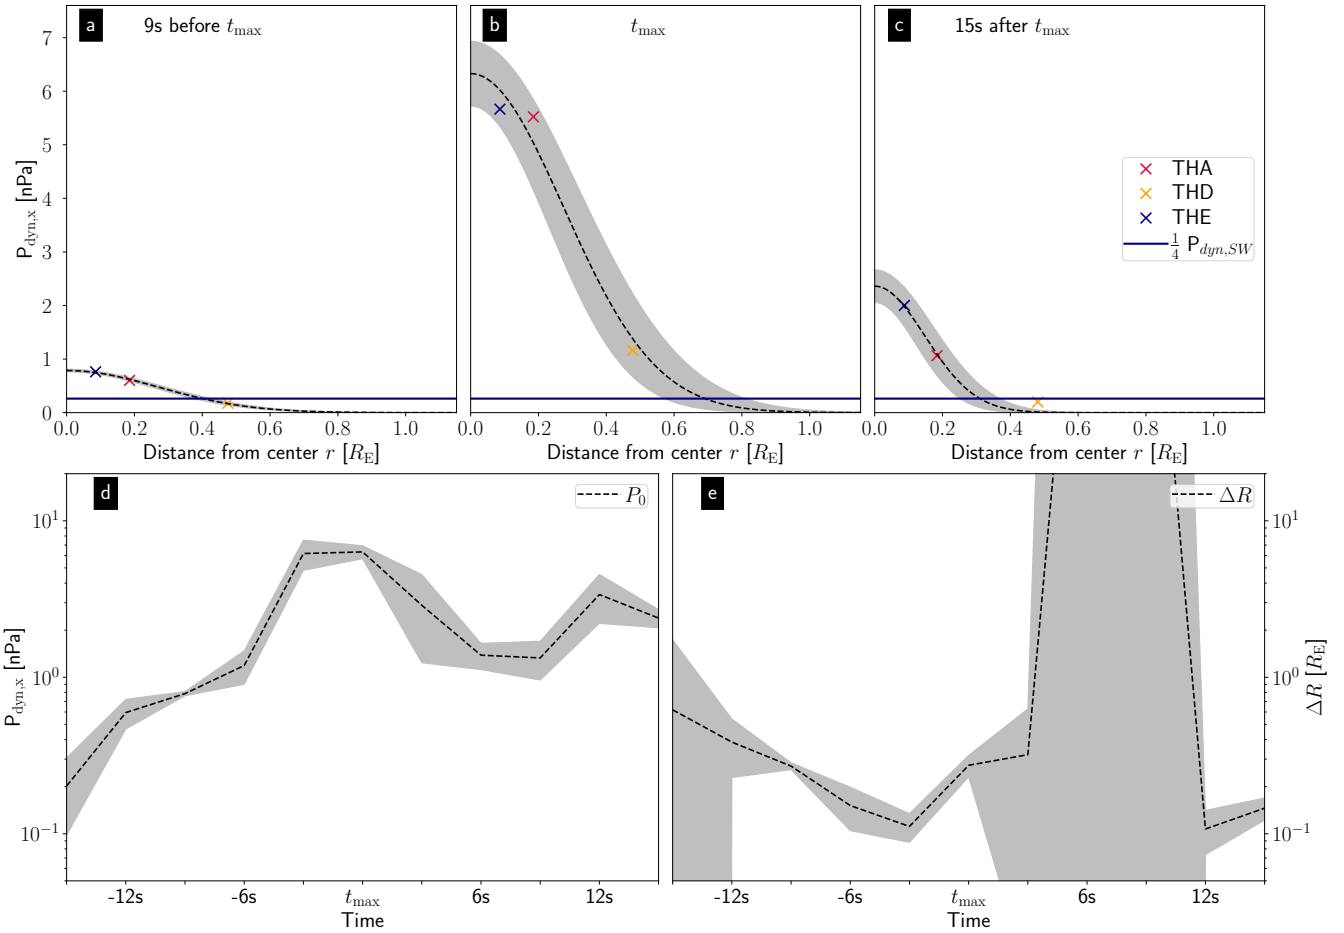 a
9s before t_max
b
t_max
c
15s after t_max
P_dyn,x [nPa]
7
6
5
4
3
2
1
0
THA
THD
THE
1/4 P_dyn,SW
0.0 0.2 0.4 0.6 0.8 1.0
0.0 0.2 0.4 0.6 0.8 1.0
0.0 0.2 0.4 0.6 0.8 1.0
Distance from center r [R_E]
Distance from center r [R_E]
Distance from center r [R_E]
d
P_0
P_dyn,x [nPa]
10^1
10^0
10^-1
-12s -6s t_max 6s 12s
Time
e
ΔR
10^1
10^0
10^-1
ΔR [R_E]
-12s -6s t_max 6s 12s
Time